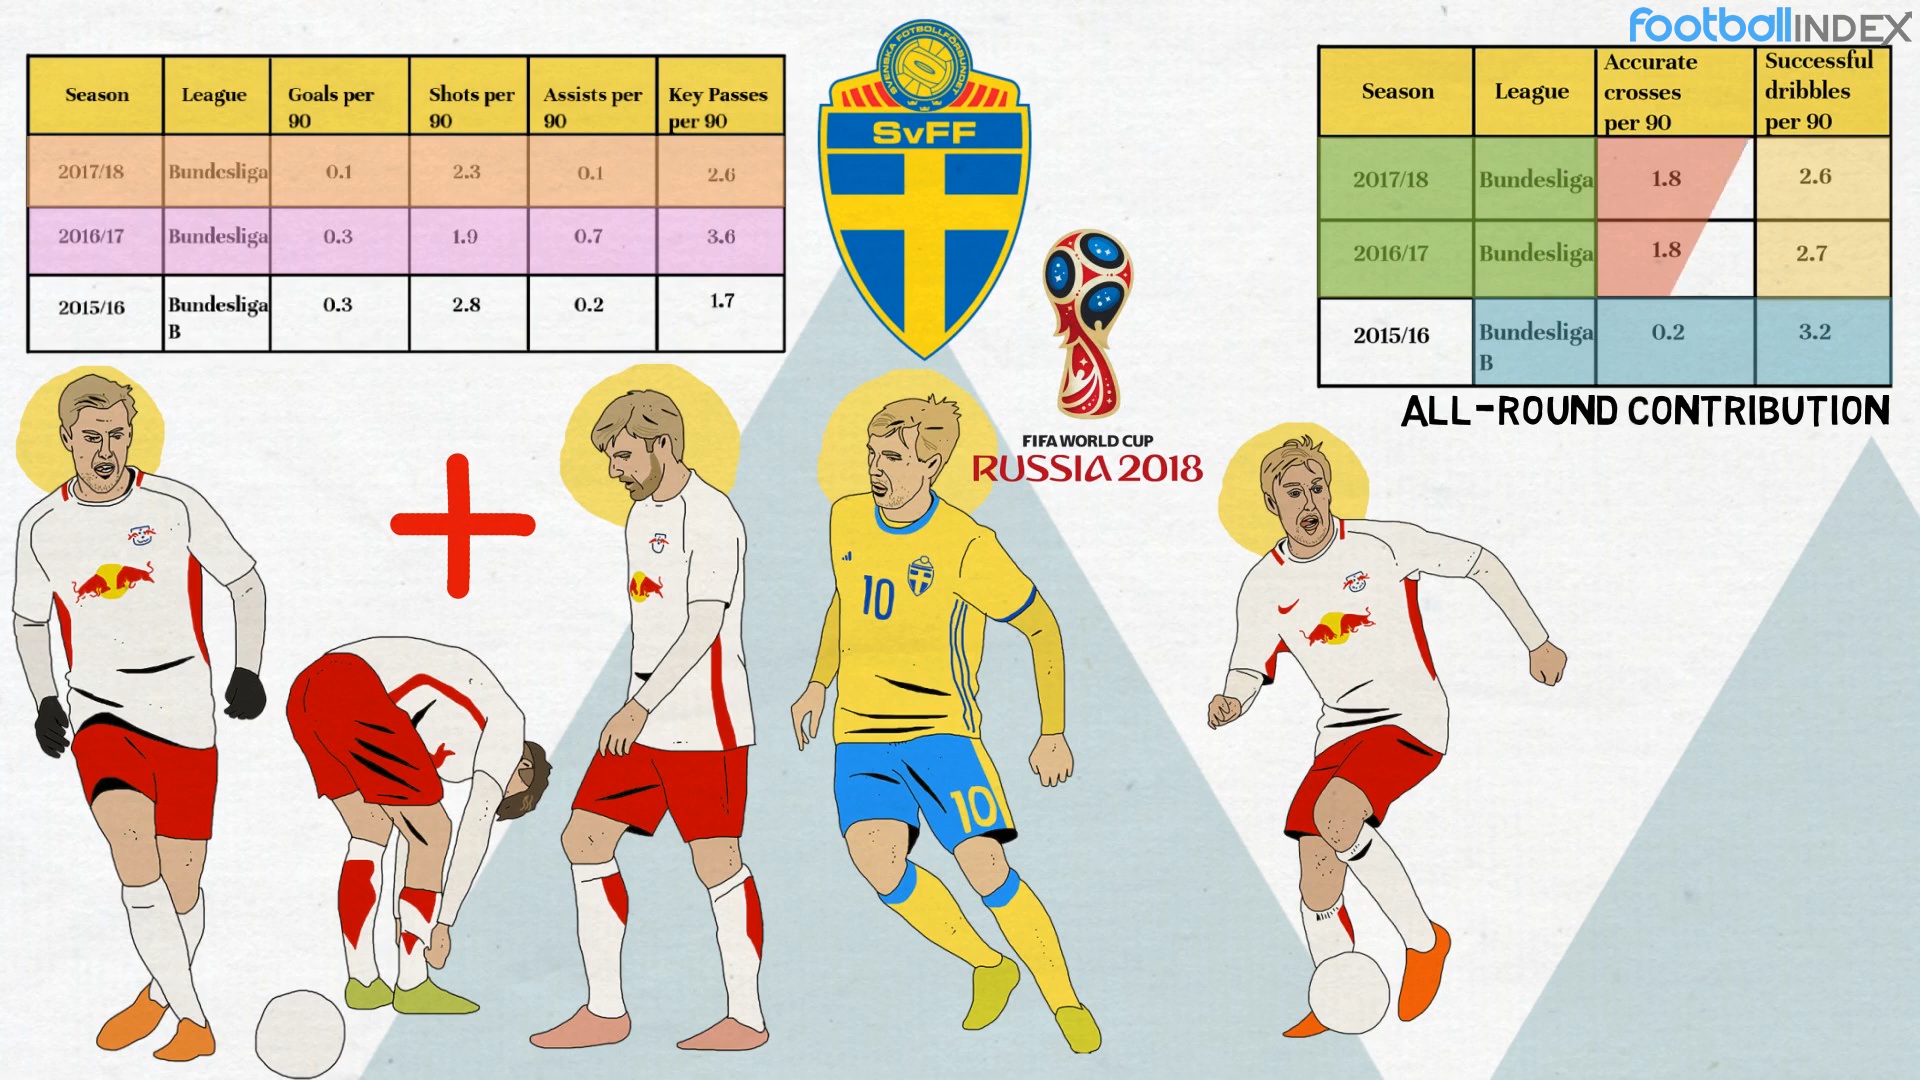 footballINDEX
Season League Goals per 90 Shots per 90 Assists per 90 Key Passes per 90
2017/18 Bundesliga 0.1 2.3 0.1 2.6
2016/17 Bundesliga 0.3 1.9 0.7 3.6
2015/16 Bundesliga B 0.3 2.8 0.2 1.7
SVENSKA FOTBOLLFÖRBUNDET
SvFF
Season League Accurate crosses per 90 Successful dribbles per 90
2017/18 Bundesliga 1.8 2.6
2016/17 Bundesliga 1.8 2.7
2015/16 Bundesliga B 0.2 3.2
ALL-ROUND CONTRIBUTION
FIFA WORLD CUP
RUSSIA 2018
10
10